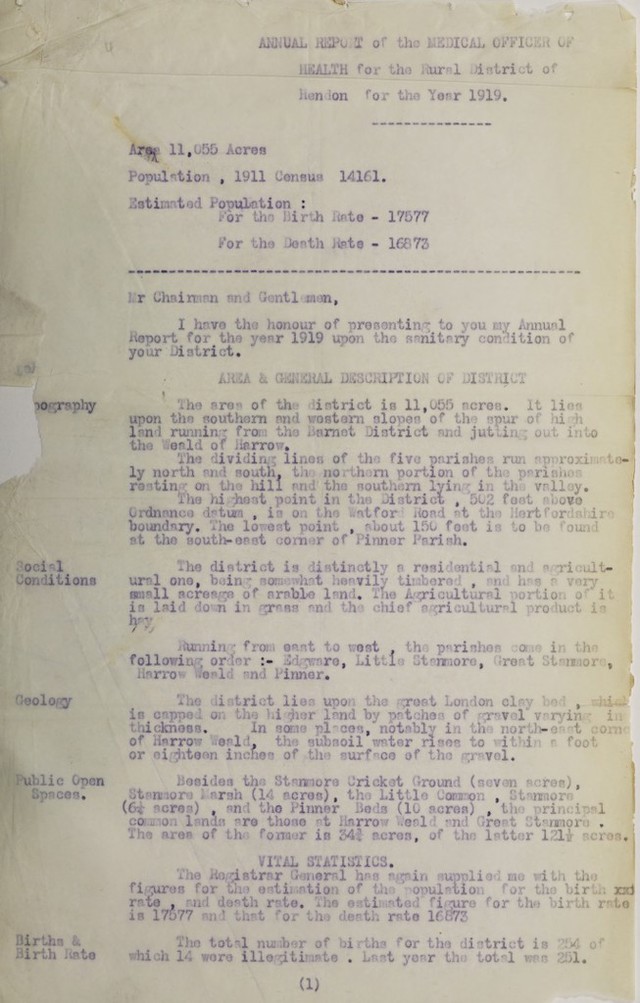 ANNUAL REPORT of the MEDICAL OFFICER OF
HEALTH for the Rural District of
Hendon for the Year 1919.
---------------
Area 11,055 Acres
Population , 1911 Census 14161.
Estimated Population :
For the Birth Rate - 17577
For the Death Rate - 16873
Mr Chairman and Gentlemen,
I have the honour of presenting to you my Annual
Report for the year 1919 upon the sanitary condition of
your District.
AREA & GENERAL DESCRIPTION OF DISTRICT
pography The area of the district is 11,055 acres. It lies
upon the southern and western slopes of the spur of high
land running from the Barnet District and jutting out into
the Weald of Harrow.
The dividing lines of the five parishes run approximate-
ly north and south, the northern portion of the parishes
resting on the hill and the southern lying in the valley.
The highest point in the District , 502 feet above
Ordnance datum , is on the Watford Road at the Hertfordshire
boundary. The lowest point , about 150 feet is to be found
at the south-east corner of Pinner Parish.
Social The district is distinctly a residential and agricult-
Conditions ural one, being somewhat heavily timbered , and has a very
small acreage of arable land. The Agricultural portion of it
is laid down in grass and the chief agricultural product is
hay
Running from east to west , the parishes come in the
following order :- Edgware, Little Stanmore, Great Stanmore,
Harrow Weald and Pinner.
Geology The district lies upon the great London clay bed , which
is capped on the higher land by patches of gravel varying in
thickness. In some places, notably in the north-east corne
of Harrow Weald, the subsoil water rises to within a foot
or eighteen inches of the surface of the gravel.
Public Open Besides the Stanmore Cricket Ground (seven acres),
Spaces. Stanmore Marsh (14 acres), the Little Common , Stanmore
(6¼ acres) , and the Pinner Beds (10 acres) , the principal
common lands are those at Harrow Weald and Great Stanmore .
The area of the former is 34¾ acres, of the latter 121½ acres.
VITAL STATISTICS.
The Registrar General has again supplied me with the
figures for the estimation of the population for the birth xxd
rate , and death rate. The estimated figure for the birth rate
is 17577 and that for the death rate 16873
Births & The total number of births for the district is 254 of
Birth Rate which 14 were illegitimate . Last year the total was 251.
(1)